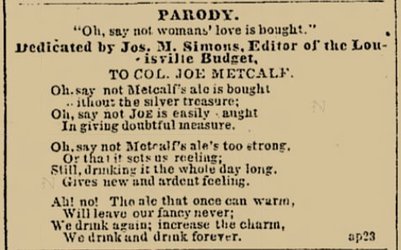 PARODY.
"Oh, say not womans' love is bought."
Dedicated by Jos. M. Simons, Editor of the Lou-
isville Budget,
TO COL. JOE METCALF.
Oh, say not Metcalf's ale is bought
ithout the silver treasure;
Oh, say not JOE is easily aught
In giving doubtful measure.
Oh, say not Metcalf's ale's too strong,
Or that it sets us reeling;
Still, drinking it the whole day long,
Gives new and ardent feeling.
Ah! no! The ale that once can warm,
Will leave our fancy never;
We drink again; increase the charm,
We drink and drink forever. ap23